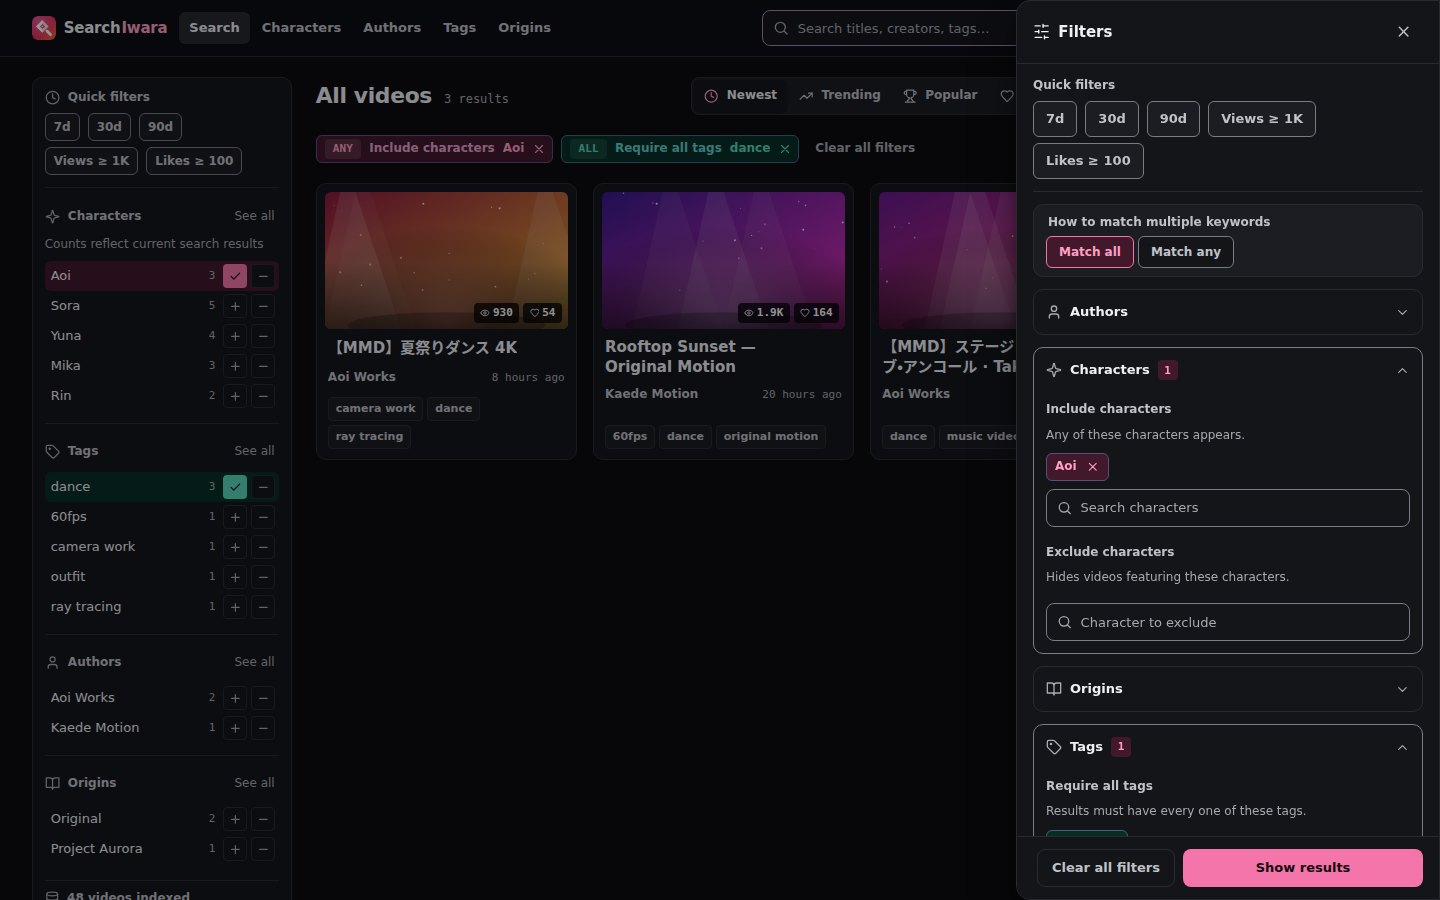 SearchIwara
Search
Characters
Authors
Tags
Origins
Search titles, creators, tags...
Quick filters
7d
30d
90d
Views ≥ 1K
Likes ≥ 100
Characters
See all
Counts reflect current search results
Aoi 3
Sora 5
Yuna 4
Mika 3
Rin 2
Tags
See all
dance 3
60fps 1
camera work 1
outfit 1
ray tracing 1
Authors
See all
Aoi Works 2
Kaede Motion 1
Origins
See all
Original 2
Project Aurora 1
48 videos indexed
All videos
3 results
Newest
Trending
Popular
ANY Include characters Aoi
ALL Require all tags dance
Clear all filters
930
54
【MMD】夏祭りダンス 4K
Aoi Works
8 hours ago
camera work
dance
ray tracing
1.9K
164
Rooftop Sunset —
Original Motion
Kaede Motion
20 hours ago
60fps
dance
original motion
【MMD】ステージ
ブ・アンコール · Tak
Aoi Works
dance
music video
Filters
Quick filters
7d
30d
90d
Views ≥ 1K
Likes ≥ 100
How to match multiple keywords
Match all
Match any
Authors
Characters 1
Include characters
Any of these characters appears.
Aoi
Search characters
Exclude characters
Hides videos featuring these characters.
Character to exclude
Origins
Tags 1
Require all tags
Results must have every one of these tags.
Clear all filters
Show results